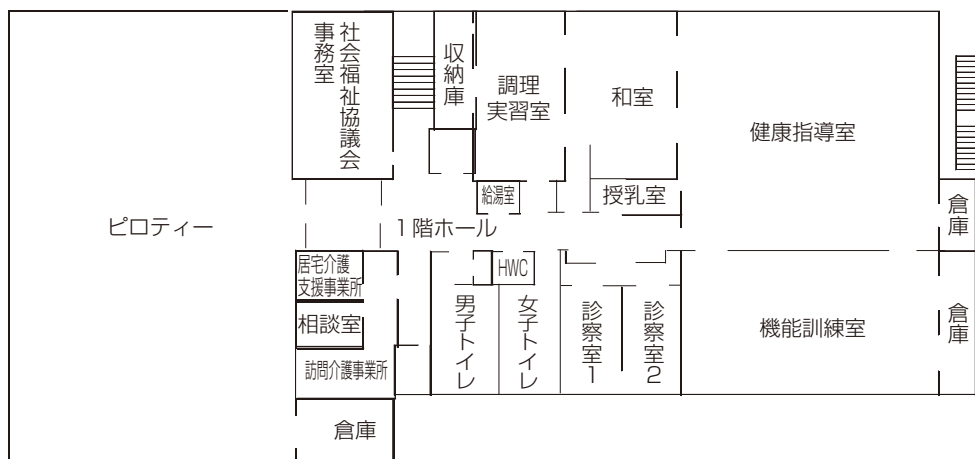 社会福祉協議会
事務室
収納庫
調理
実習室
和室
健康指導室
給湯室
授乳室
倉庫
ピロティー
1階ホール
居宅介護
支援事業所
HWC
相談室
男子トイレ
女子トイレ
診察室1
診察室2
機能訓練室
倉庫
訪問介護事業所
倉庫